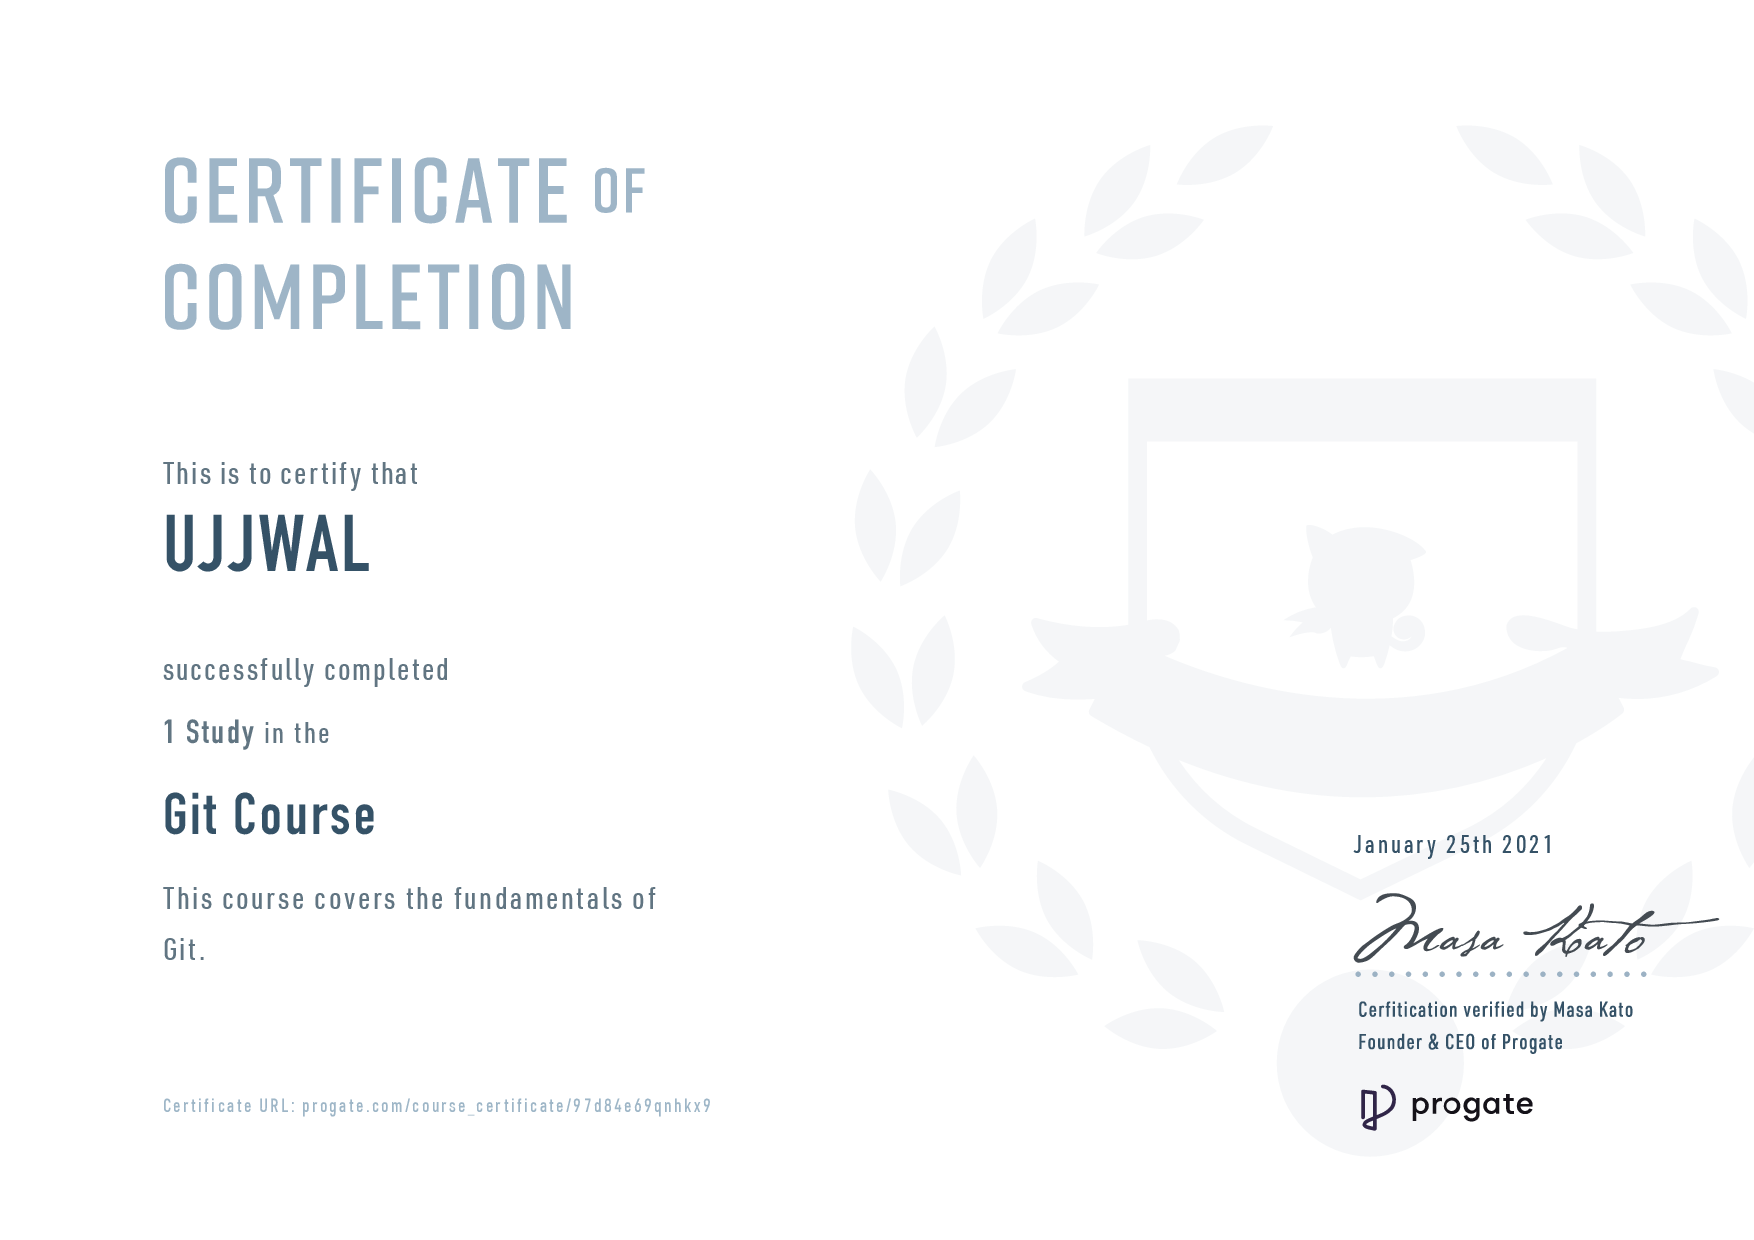 CERTIFICATE OF
COMPLETION
This is to certify that
UJJWAL
successfully completed
1 Study in the
Git Course
This course covers the fundamentals of
Git.
January 25th 2021
Masa Kato
Cerfitication verified by Masa Kato
Founder & CEO of Progate
Certificate URL: progate.com/course_certificate/97d84e69qnhkx9
progate